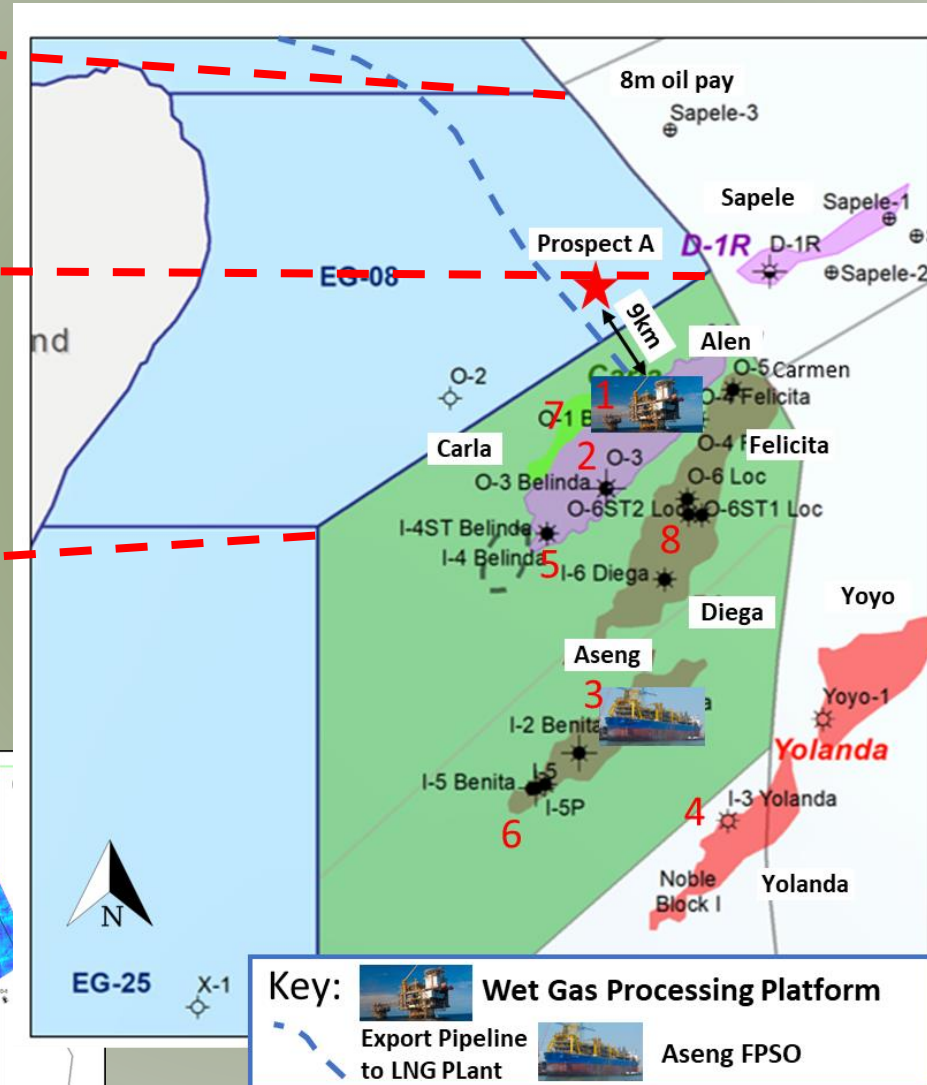 8m oil pay
Sapele-3
Sapele
Sapele-1
Prospect A
D-1R
D-1R
Sapele-2
EG-08
9km
nd
Alen
O-5 Carmen
O-2
1
Felicita
7
O-1
Carla
2
O-3
O-4
Felicita
O-3 Belinda
O-6 Loc
O-6ST2 Loc
O-6ST1 Loc
I-4ST Belinda
8
I-4 Belinda
5
I-6 Diega
Diega
Yoyo
Aseng
3
Yoyo-1
I-2 Benita
Yolanda
I-5
I-5 Benita
I-5P
I-3 Yolanda
4
6
Noble
Block I
Yolanda
N
EG-25
X-1
Key:
Wet Gas Processing Platform
Export Pipeline
to LNG PLant
Aseng FPSO